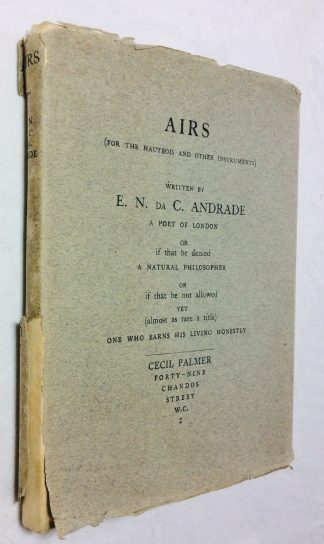 AIRS
(FOR THE HAUTBOIS AND OTHER INSTRUMENTS)
WRITTEN BY
E. N. DA C. ANDRADE
A POET OF LONDON
OR
if that be denied
A NATURAL PHILOSOPHER
OR
if that be not allowed
YET
(almost as rare a title)
ONE WHO EARNS HIS LIVING HONESTLY
CECIL PALMER
FORTY-NINE
CHANDOS
STREET
W.C.
2